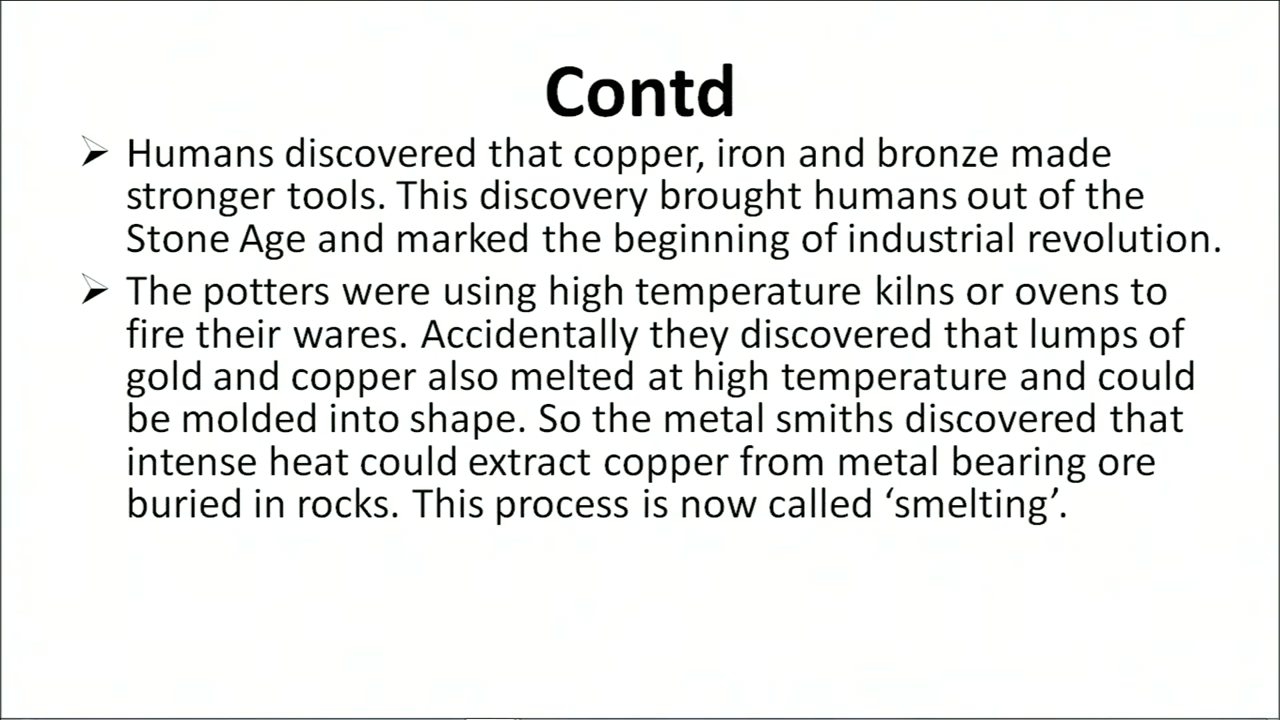 Contd
➢ Humans discovered that copper, iron and bronze made
stronger tools. This discovery brought humans out of the
Stone Age and marked the beginning of industrial revolution.
➢ The potters were using high temperature kilns or ovens to
fire their wares. Accidentally they discovered that lumps of
gold and copper also melted at high temperature and could
be molded into shape. So the metal smiths discovered that
intense heat could extract copper from metal bearing ore
buried in rocks. This process is now called ‘smelting’.